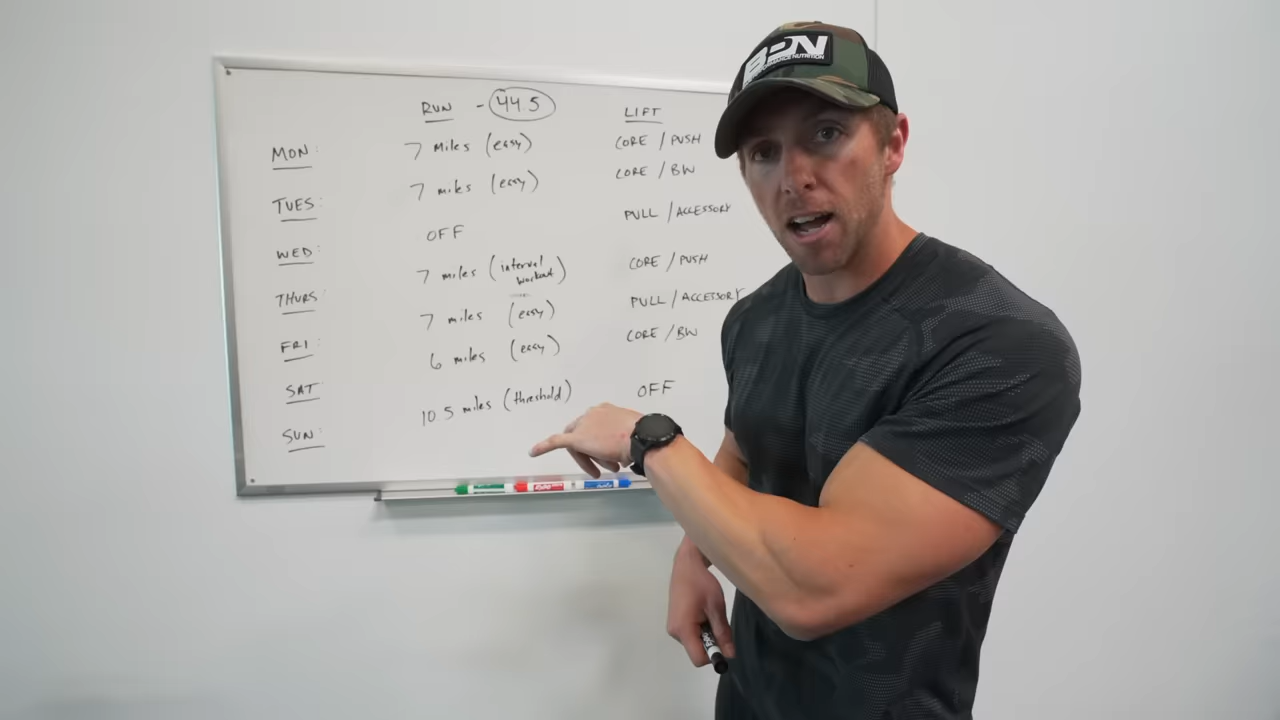 RUN - 44.5 LIFT
MON: 7 Miles (easy) CORE / PUSH
TUES: 7 miles (easy) CORE / BW
WED: OFF PULL / ACCESSORY
THURS: 7 miles (interval workout) CORE / PUSH
FRI: 7 miles (easy) PULL / ACCESSORY
SAT 6 miles (easy) CORE / BW
SUN: 10.5 miles (threshold) OFF
BPN
PERFORMANCE NUTRITION